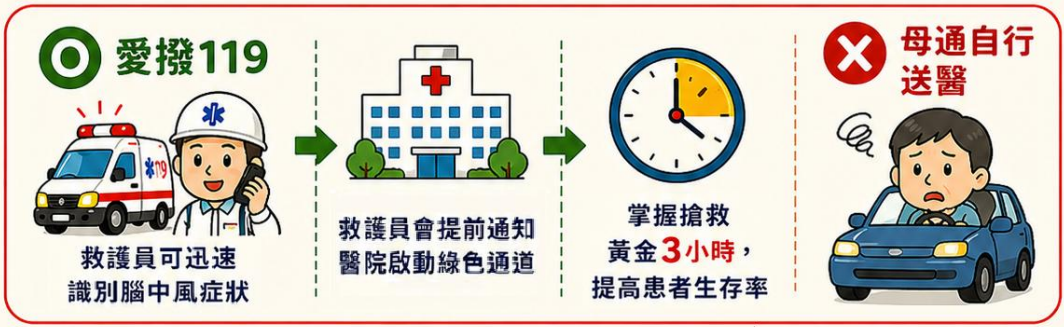 愛撥119
119
救護員可迅速
識別腦中風症狀
救護員會提前通知
醫院啟動綠色通道
掌握搶救
黃金3小時，
提高患者生存率
母通自行
送醫